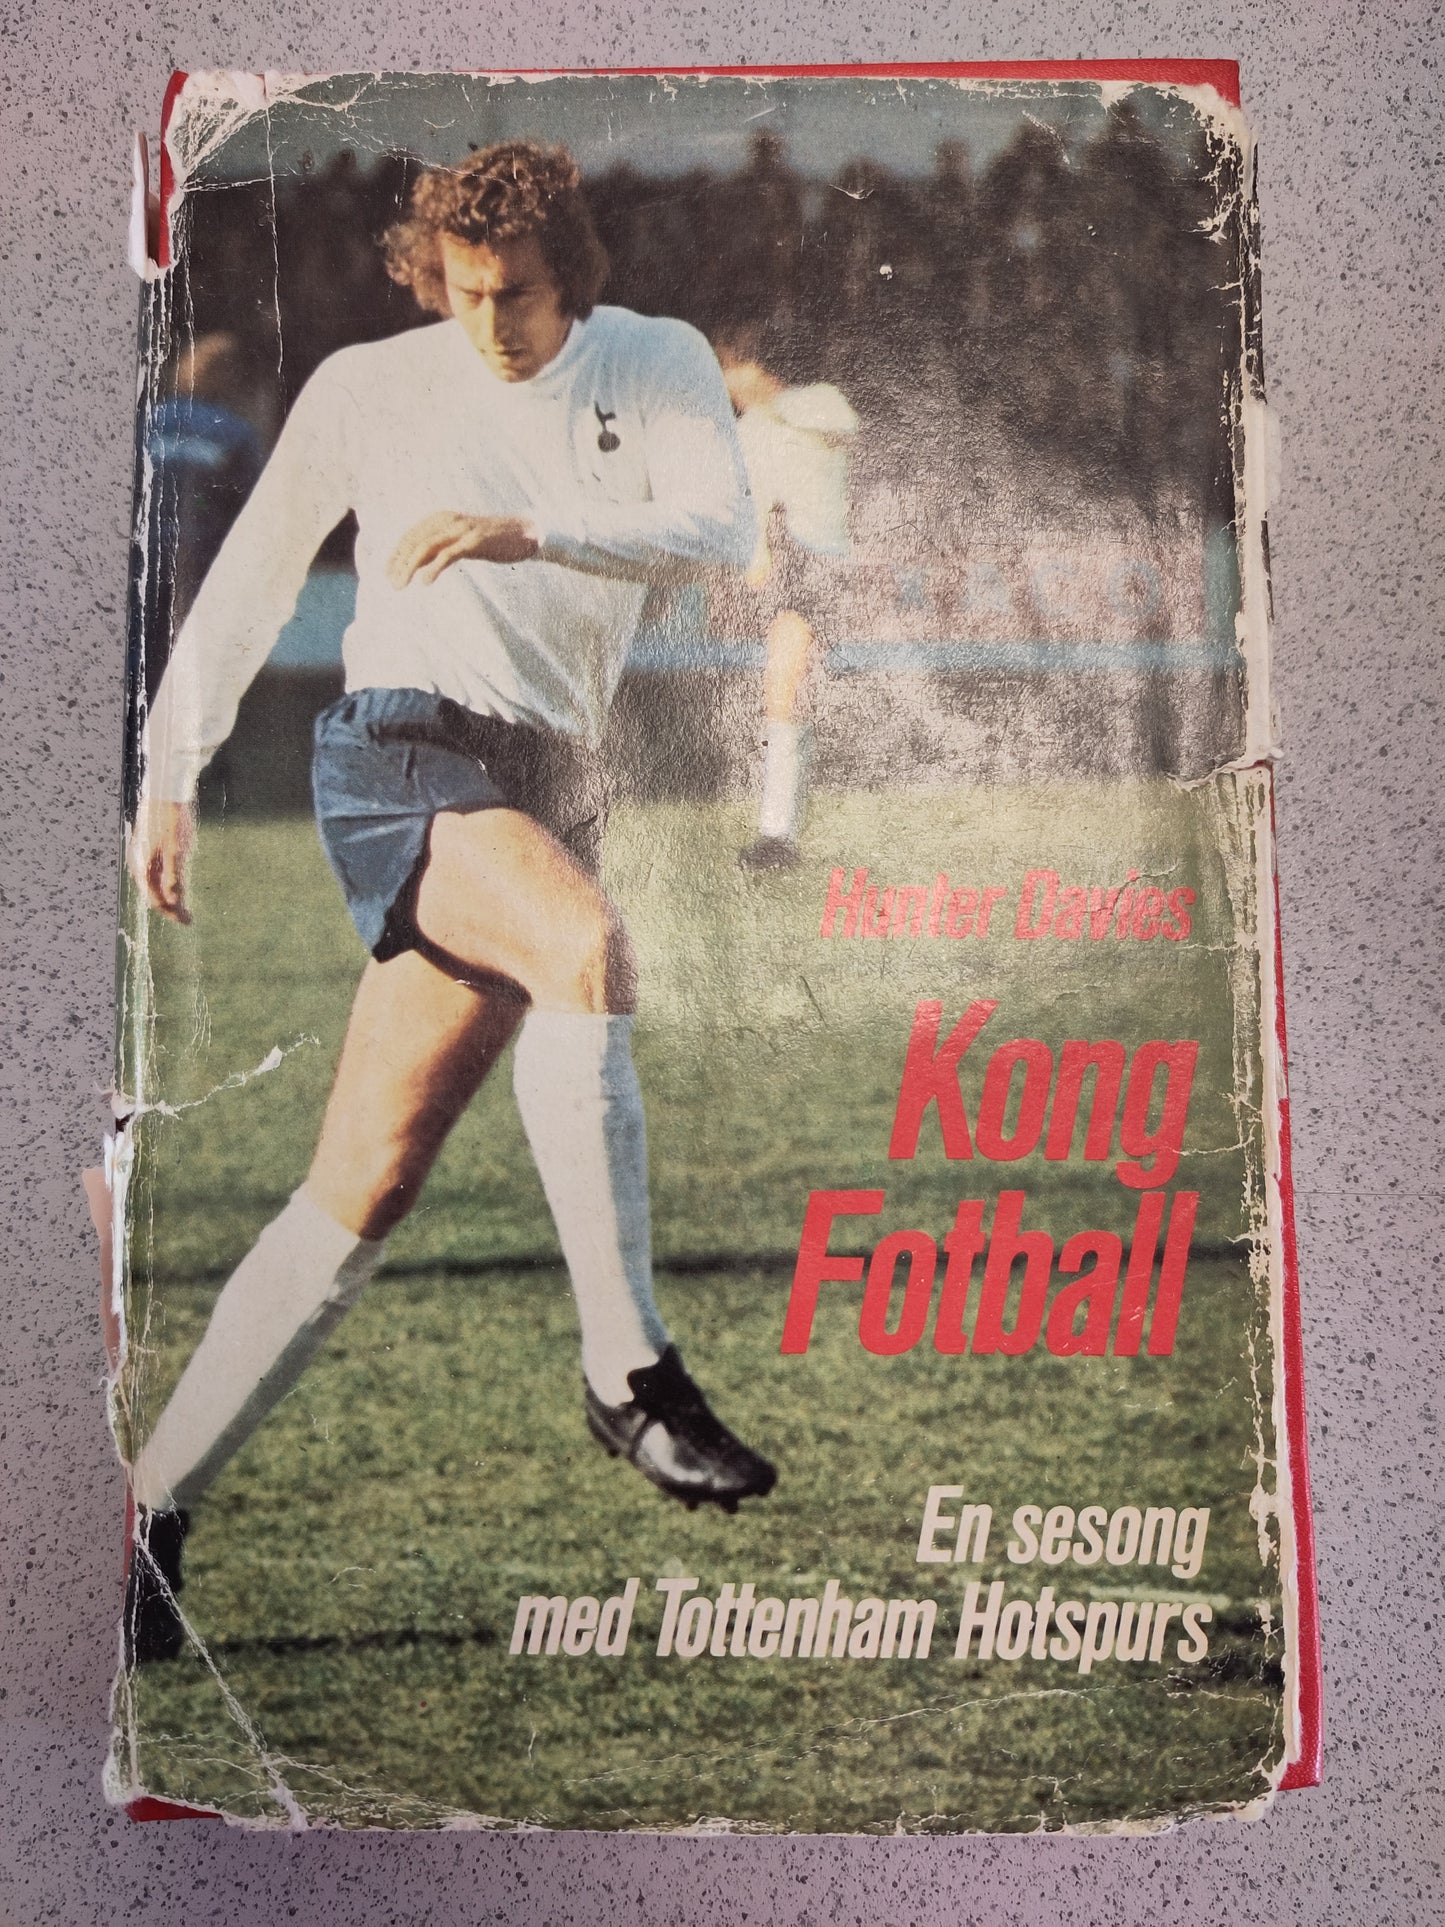 Hunter Davies
Kong
Fotball
En sesong
med Tottenham Hotspurs